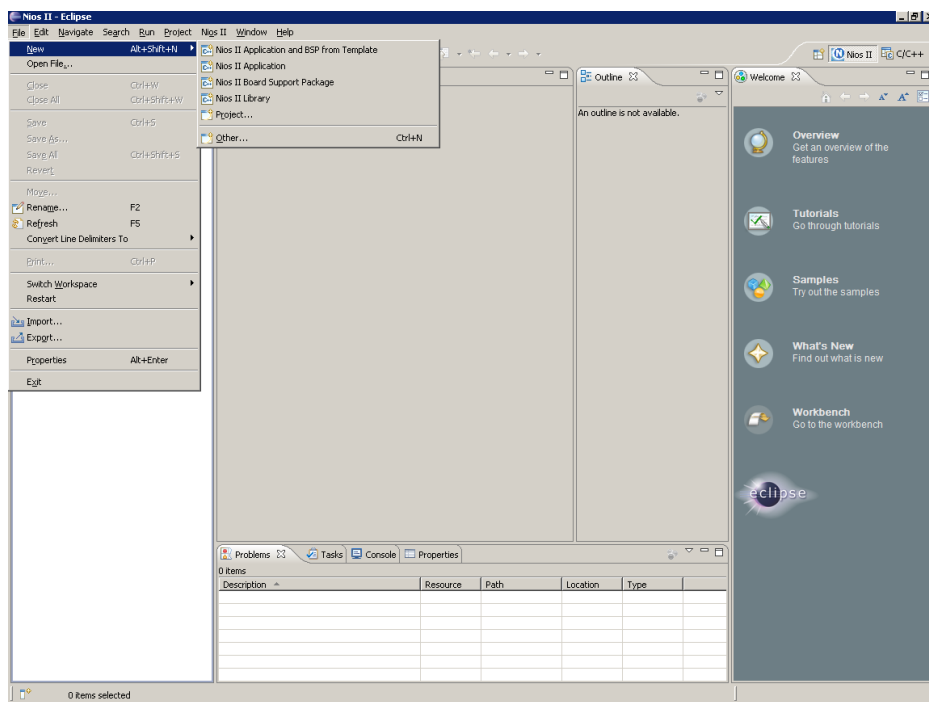 Nios II - Eclipse
File Edit Navigate Search Run Project Nios II Window Help
New Alt+Shift+N
Open File...
Close Ctrl+W
Close All Ctrl+Shift+W
Save Ctrl+S
Save As...
Save All Ctrl+Shift+S
Revert
Move...
Rename... F2
Refresh F5
Convert Line Delimiters To
Print... Ctrl+P
Switch Workspace
Restart
Import...
Export...
Properties Alt+Enter
Exit
Nios II Application and BSP from Template
Nios II Application
Nios II Board Support Package
Nios II Library
Project...
Other... Ctrl+N
Nios II C/C++
Outline
An outline is not available.
Welcome
Overview
Get an overview of the
features
Tutorials
Go through tutorials
Samples
Try out the samples
What's New
Find out what is new
Workbench
Go to the workbench
eclipse
Problems Tasks Console Properties
0 items
Description Resource Path Location Type
0 items selected